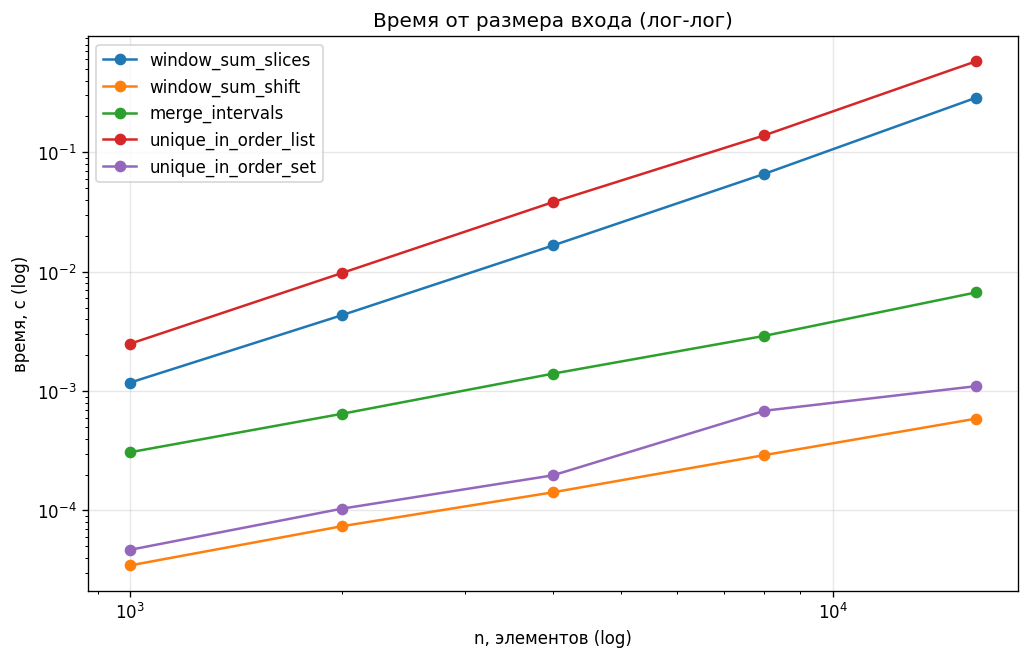 Время от размера входа (лог-лог)
window_sum_slices
window_sum_shift
merge_intervals
unique_in_order_list
unique_in_order_set
время, с (log)
10⁻¹
10⁻²
10⁻³
10⁻⁴
10³
10⁴
n, элементов (log)